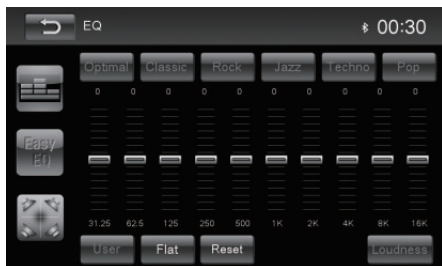 EQ 00:30
Optimal Classic Rock Jazz Techno Pop
0 0 0 0 0 0 0 0 0
Easy
EQ
31.25 62.5 125 250 500 1K 2K 4K 8K 16K
User Flat Reset Loudness